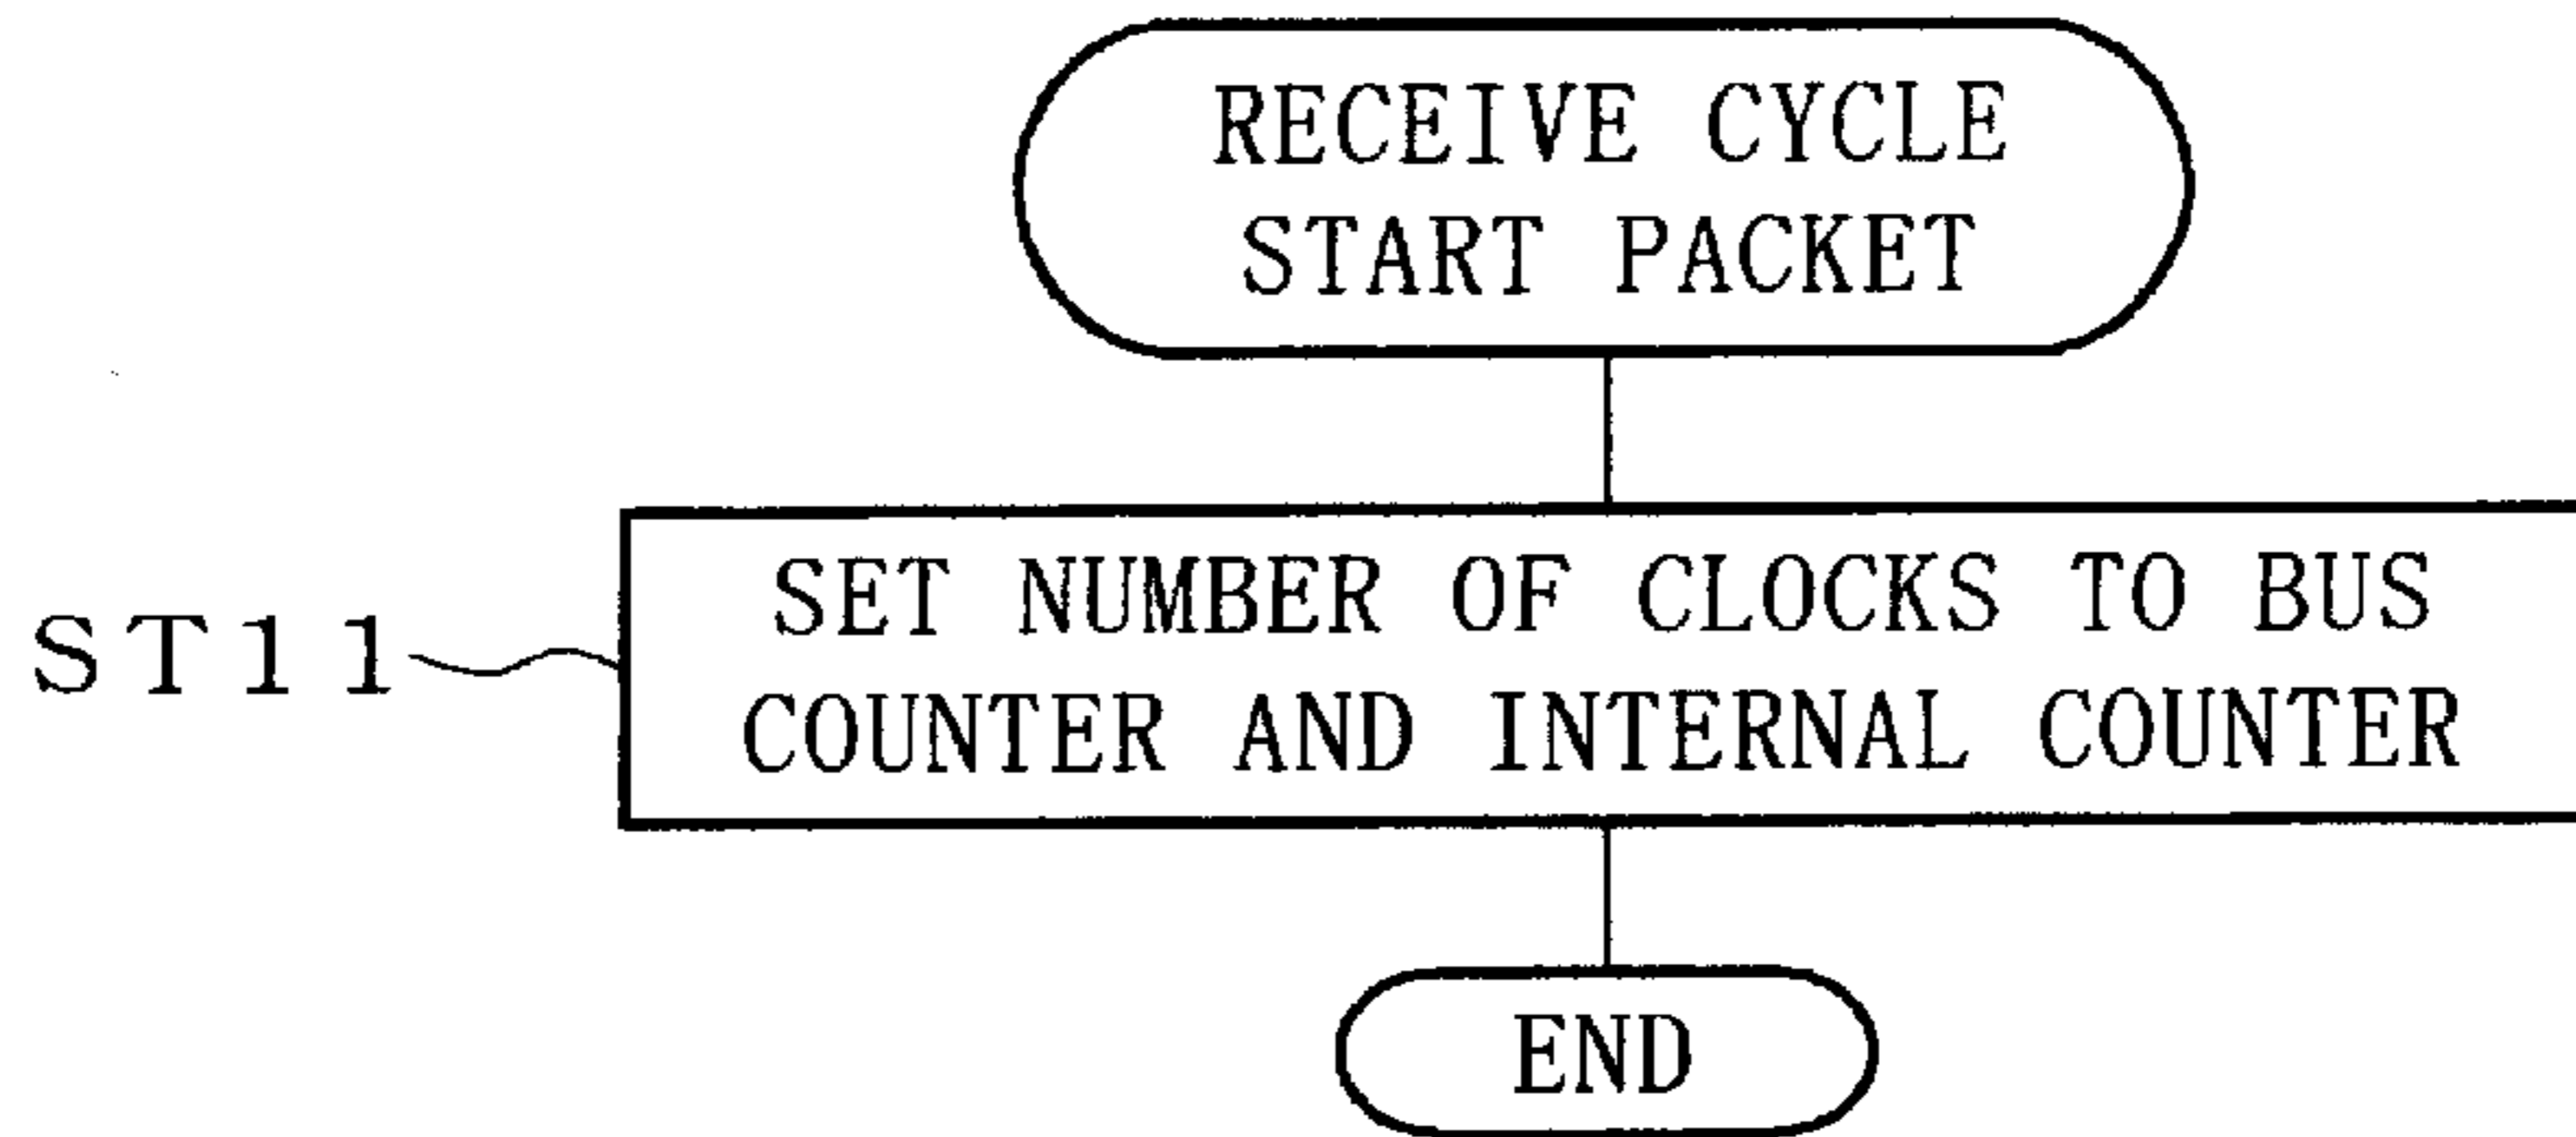 RECEIVE CYCLE
START PACKET
ST11
SET NUMBER OF CLOCKS TO BUS
COUNTER AND INTERNAL COUNTER
END